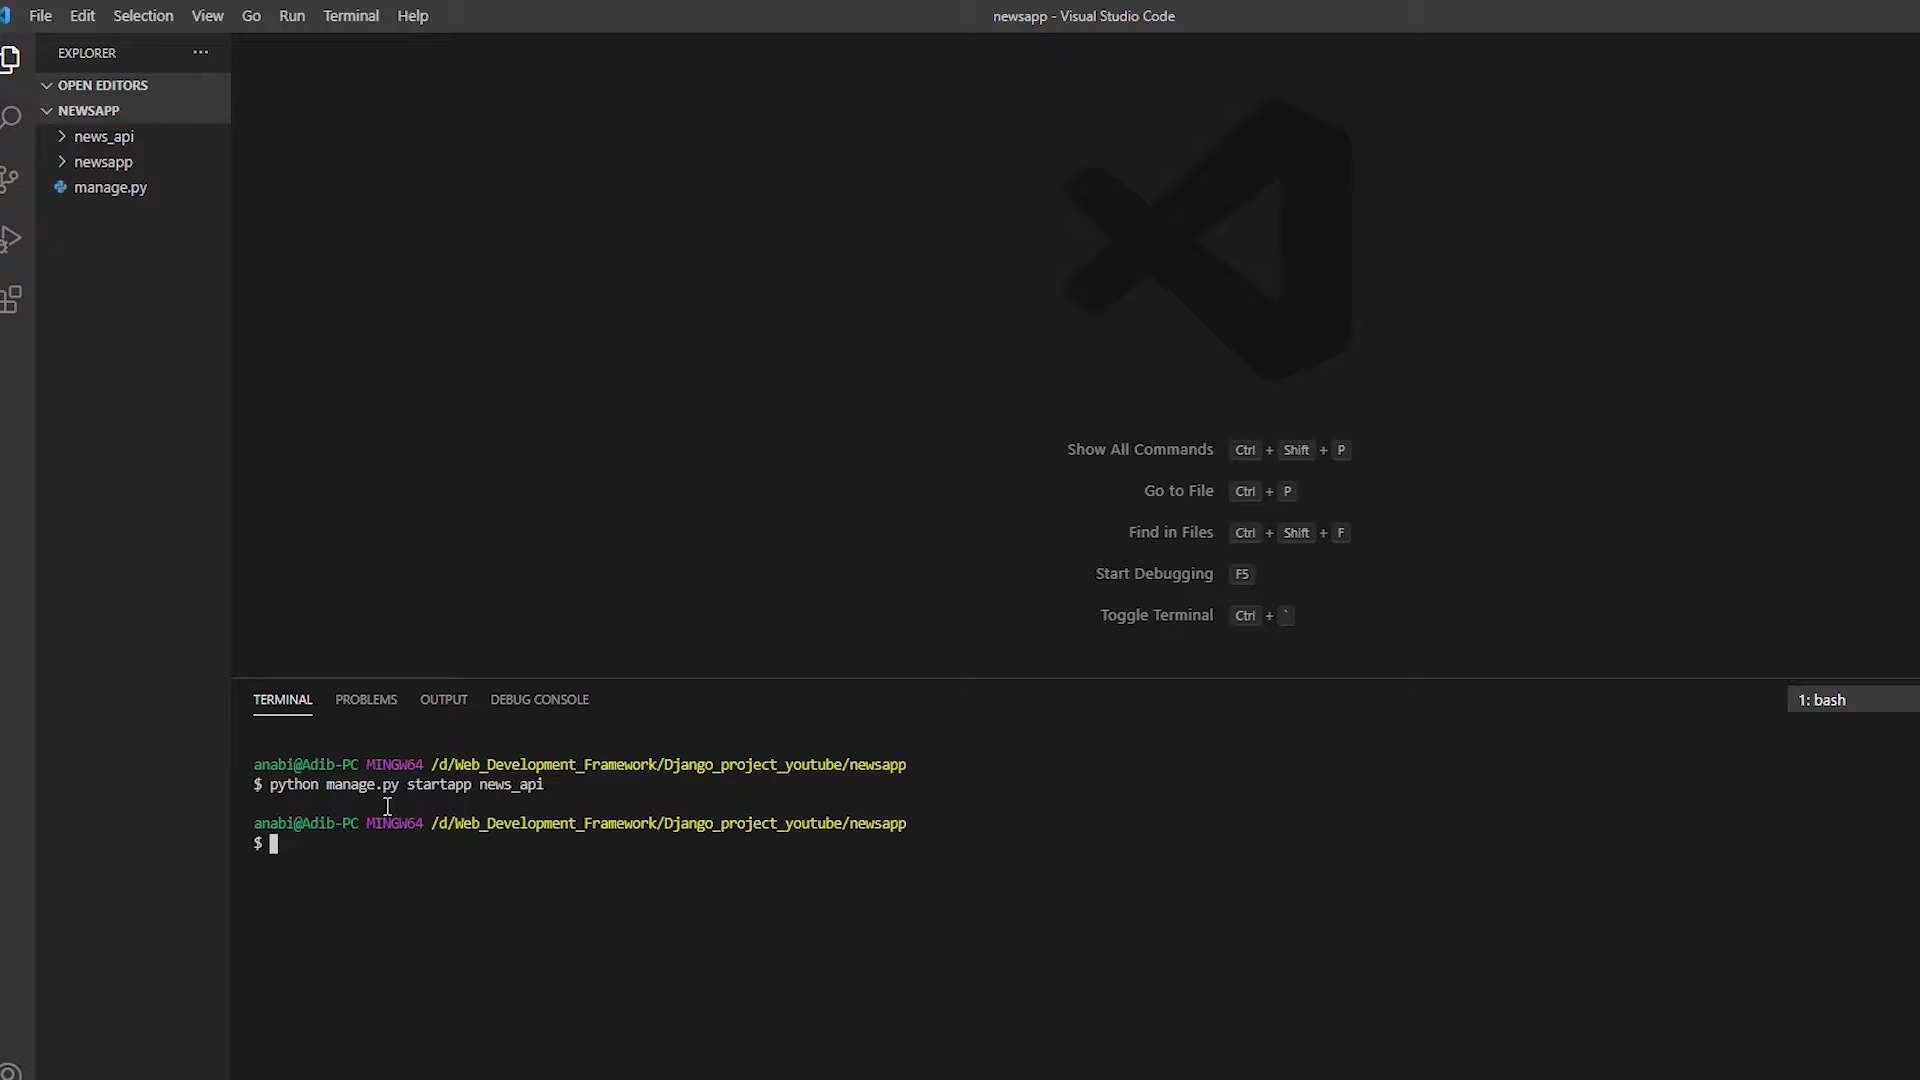 File Edit Selection View Go Run Terminal Help
newsapp - Visual Studio Code
EXPLORER ···
OPEN EDITORS
NEWSAPP
news_api
newsapp
manage.py
Show All Commands Ctrl + Shift + P
Go to File Ctrl + P
Find in Files Ctrl + Shift + F
Start Debugging F5
Toggle Terminal Ctrl + `
TERMINAL PROBLEMS OUTPUT DEBUG CONSOLE
1: bash
anabi@Adib-PC MINGW64 /d/Web_Development_Framework/Django_project_youtube/newsapp
$ python manage.py startapp news_api
anabi@Adib-PC MINGW64 /d/Web_Development_Framework/Django_project_youtube/newsapp
$